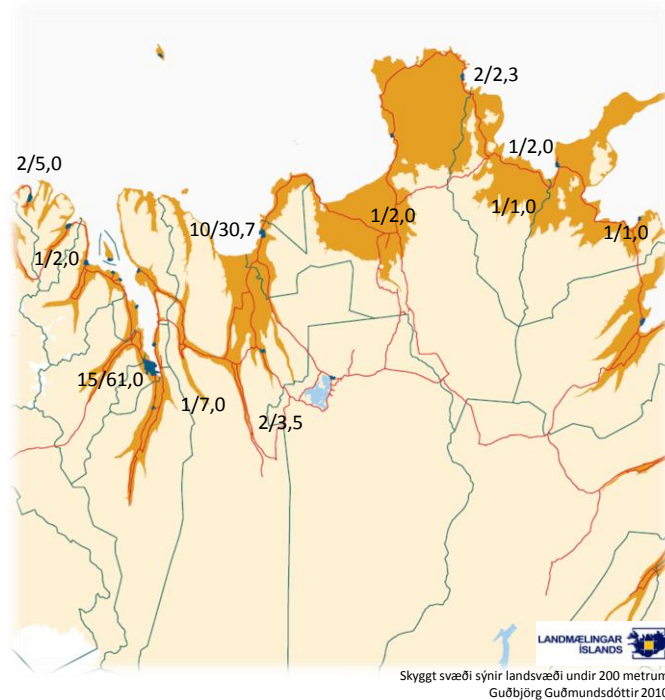 2/2,3
1/2,0
2/5,0
1/2,0
1/1,0
10/30,7
1/1,0
1/2,0
15/61,0
1/7,0
2/3,5
LANDMÆLINGAR
ÍSLANDS
Skyggt svæði sýnir landsvæði undir 200 metrum
Guðbjörg Guðmundsdóttir 2010